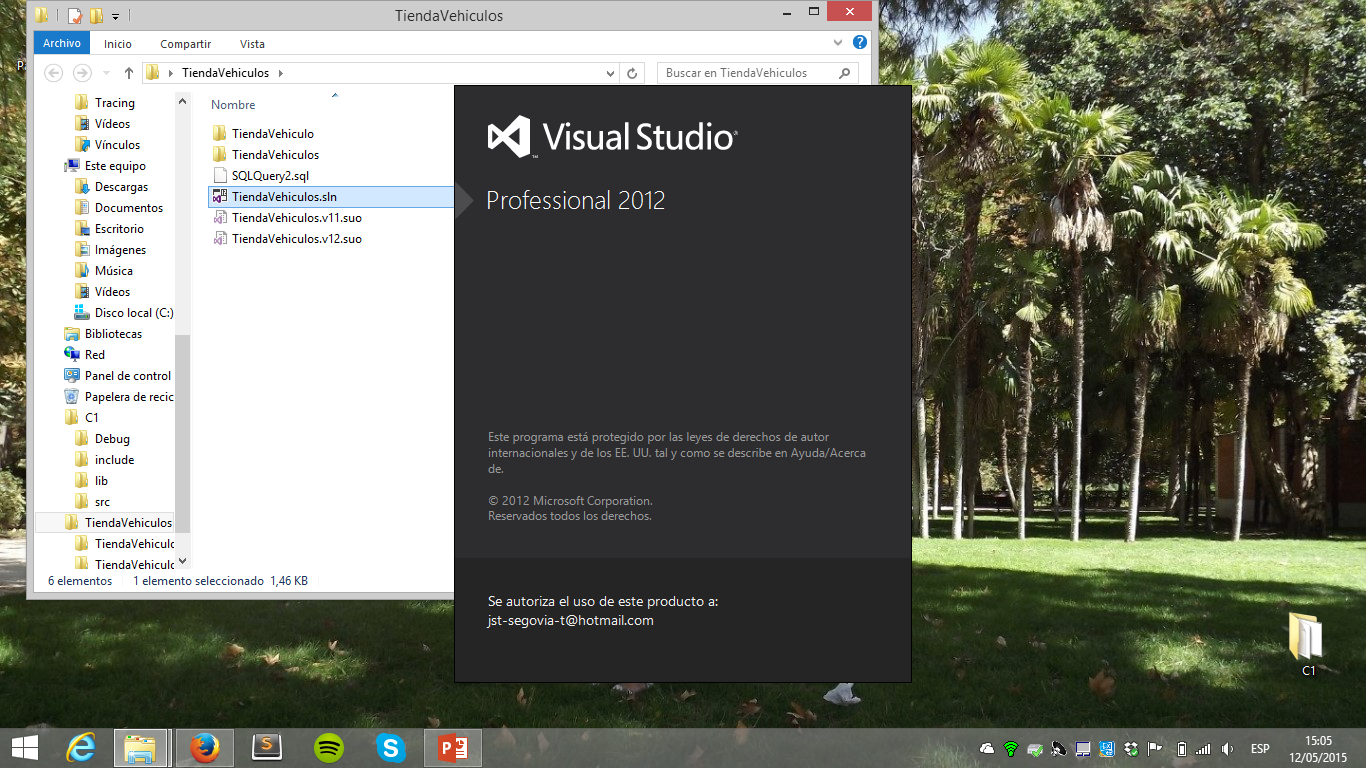 TiendaVehiculos
Archivo
Inicio
Compartir
Vista
TiendaVehiculos
Buscar en TiendaVehiculos
Tracing
Vídeos
Vínculos
Este equipo
Descargas
Documentos
Escritorio
Imágenes
Música
Vídeos
Disco local (C:)
Bibliotecas
Red
Panel de control
Papelera de recic
C1
Debug
include
lib
src
TiendaVehiculos
TiendaVehiculo
TiendaVehiculo
Nombre
TiendaVehiculo
TiendaVehiculos
SQLQuery2.sql
TiendaVehiculos.sln
TiendaVehiculos.v11.suo
TiendaVehiculos.v12.suo
6 elementos
1 elemento seleccionado 1,46 KB
Visual Studio
Professional 2012
Este programa está protegido por las leyes de derechos de autor
internacionales y de los EE. UU. tal y como se describe en Ayuda/Acerca
de.
© 2012 Microsoft Corporation.
Reservados todos los derechos.
Se autoriza el uso de este producto a:
jst-segovia-t@hotmail.com
C1
ESP
15:05
12/05/2015